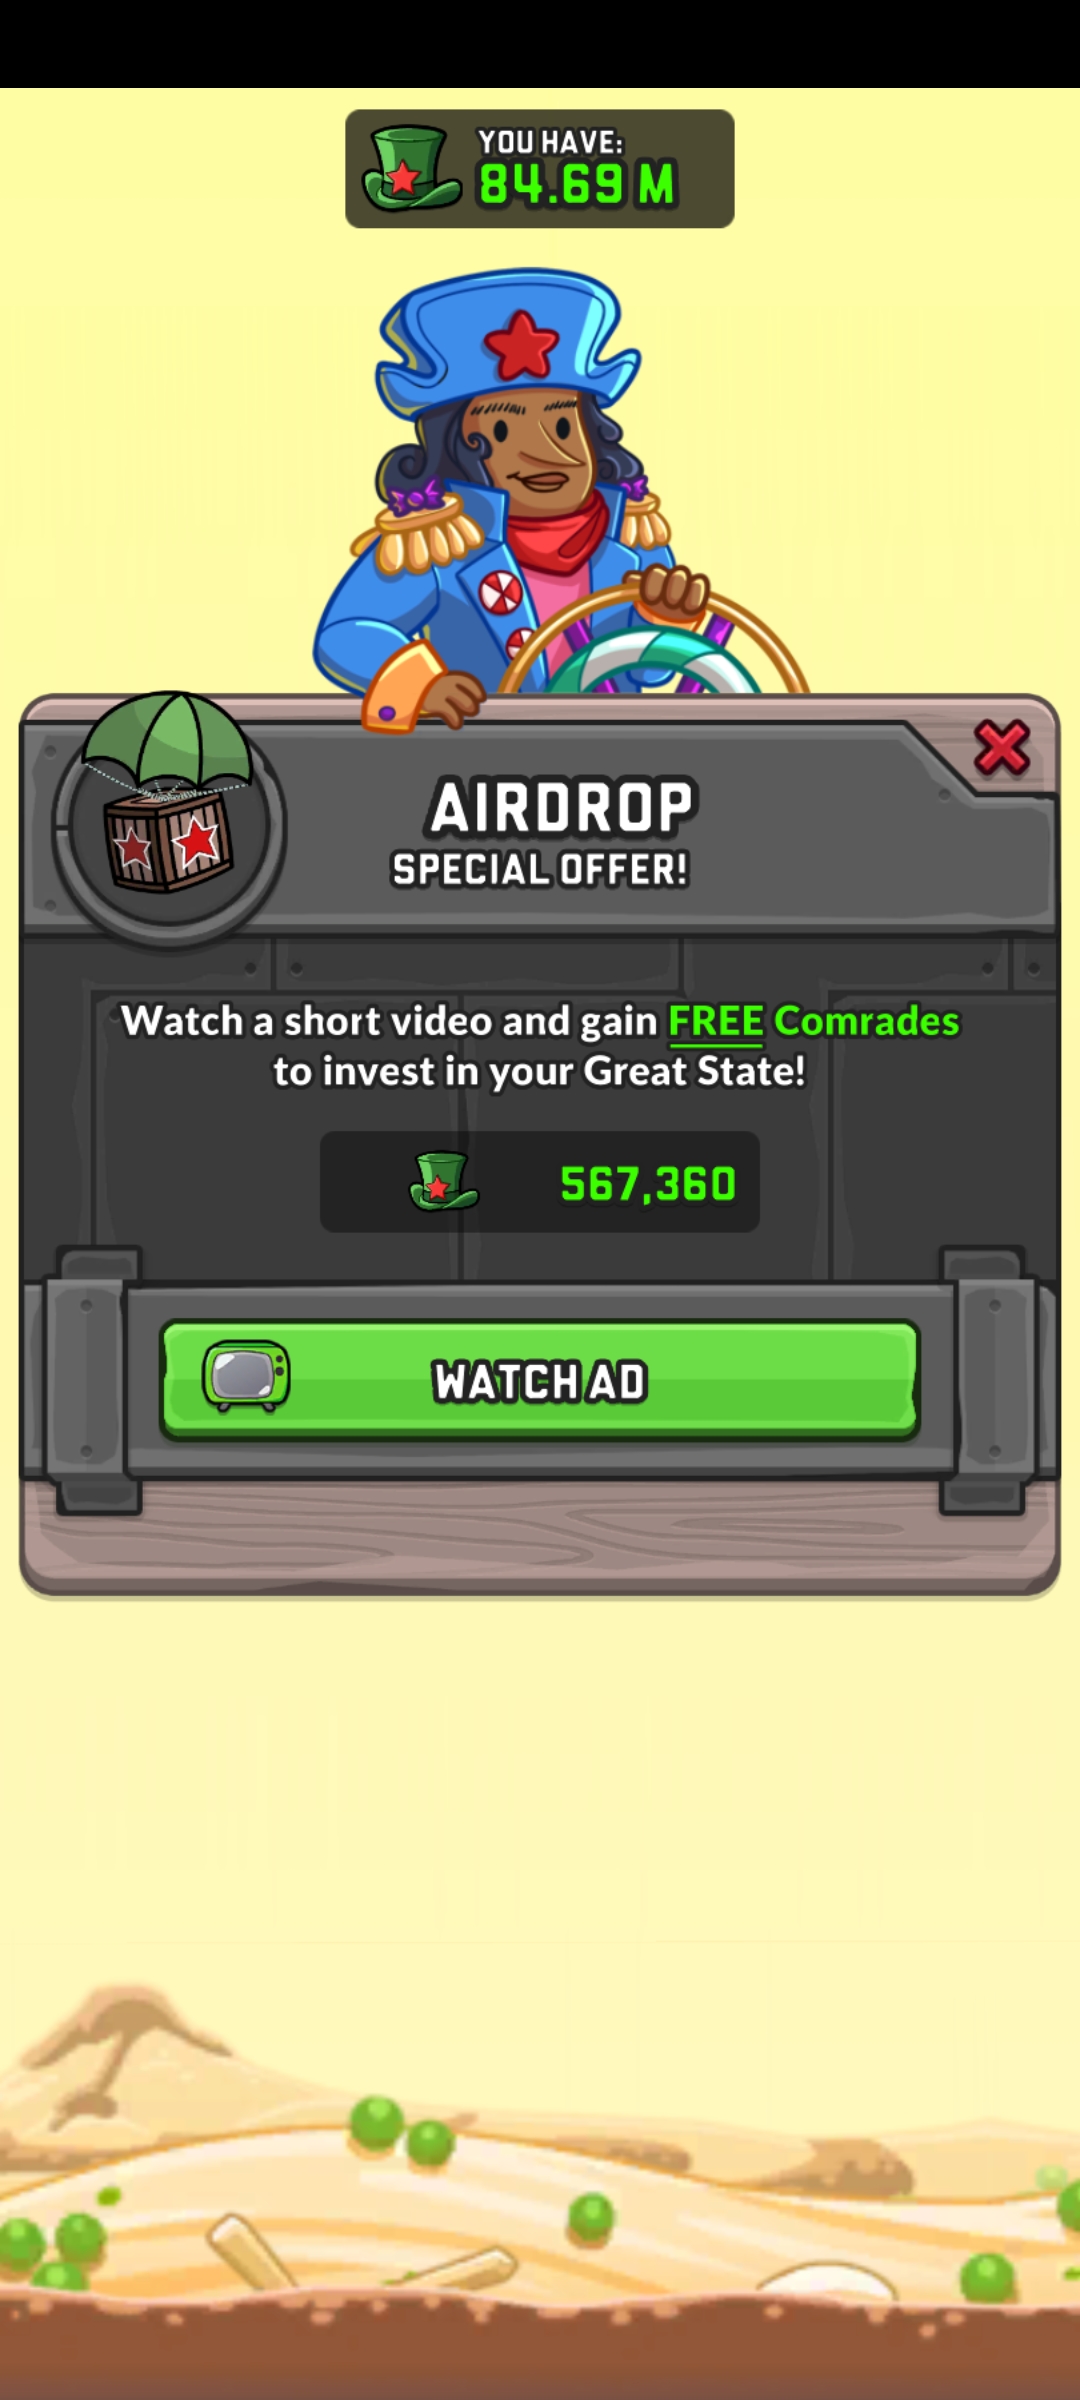 YOU HAVE:
84.69 M
AIRDROP
SPECIAL OFFER!
Watch a short video and gain FREE Comrades
to invest in your Great State!
567,360
WATCH AD